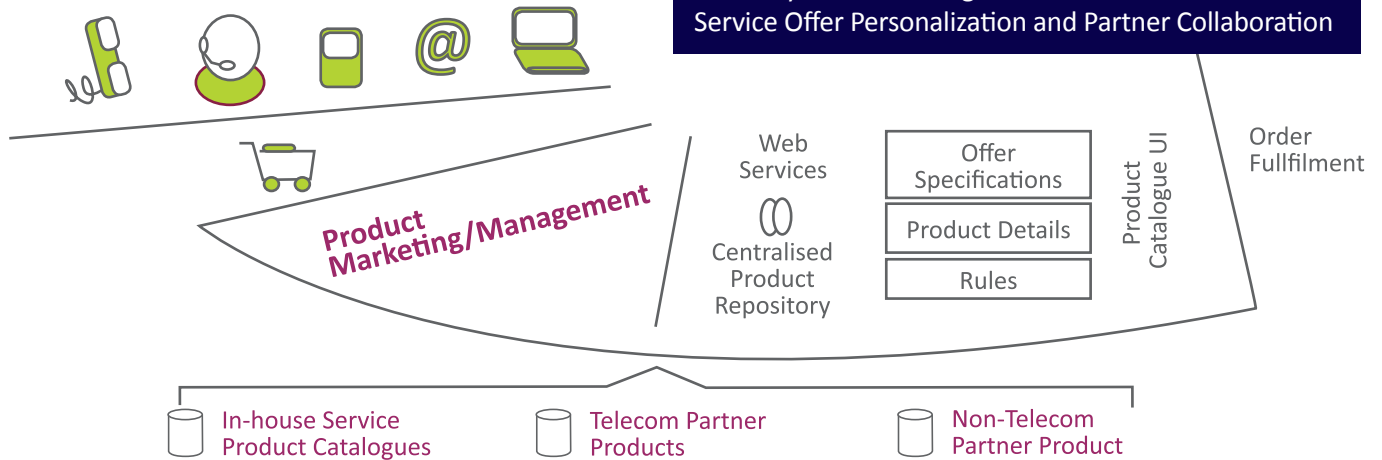 Service Offer Personalization and Partner Collaboration
@
Web
Services
Offer
Specifications
Product
Catalogue UI
Order
Fullfilment
Product
Marketing/Management
Product Details
Centralised
Product
Repository
Rules
In-house Service
Product Catalogues
Telecom Partner
Products
Non-Telecom
Partner Product